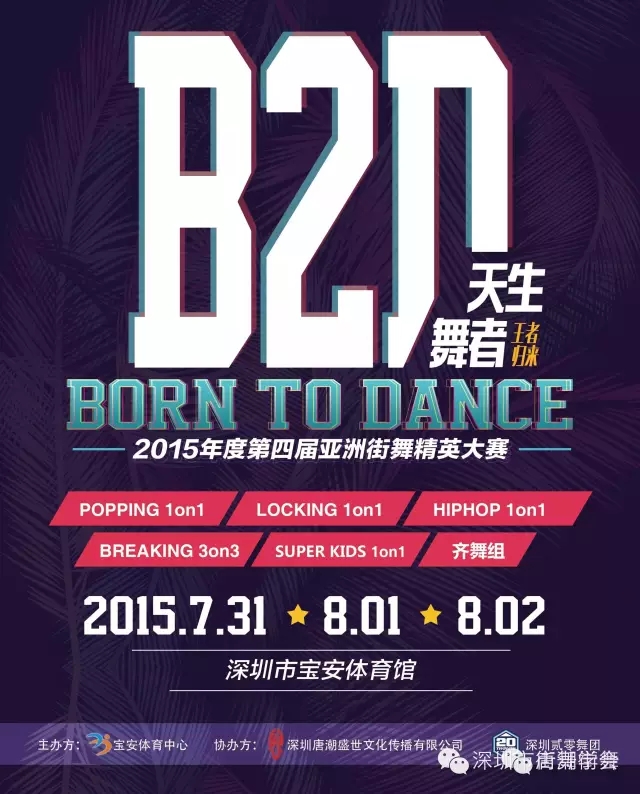 B2D
天生
舞者
王者
归来
BORN TO DANCE
2015年度第四届亚洲街舞精英大赛
POPPING 1on1
LOCKING 1on1
HIPHOP 1on1
BREAKING 3on3
SUPER KIDS 1on1
齐舞组
2015.7.31 ★ 8.01 ★ 8.02
深圳市宝安体育馆
主办方： 宝安体育中心 协办方： 深圳唐潮盛世文化传播有限公司 20 深圳贰零舞团